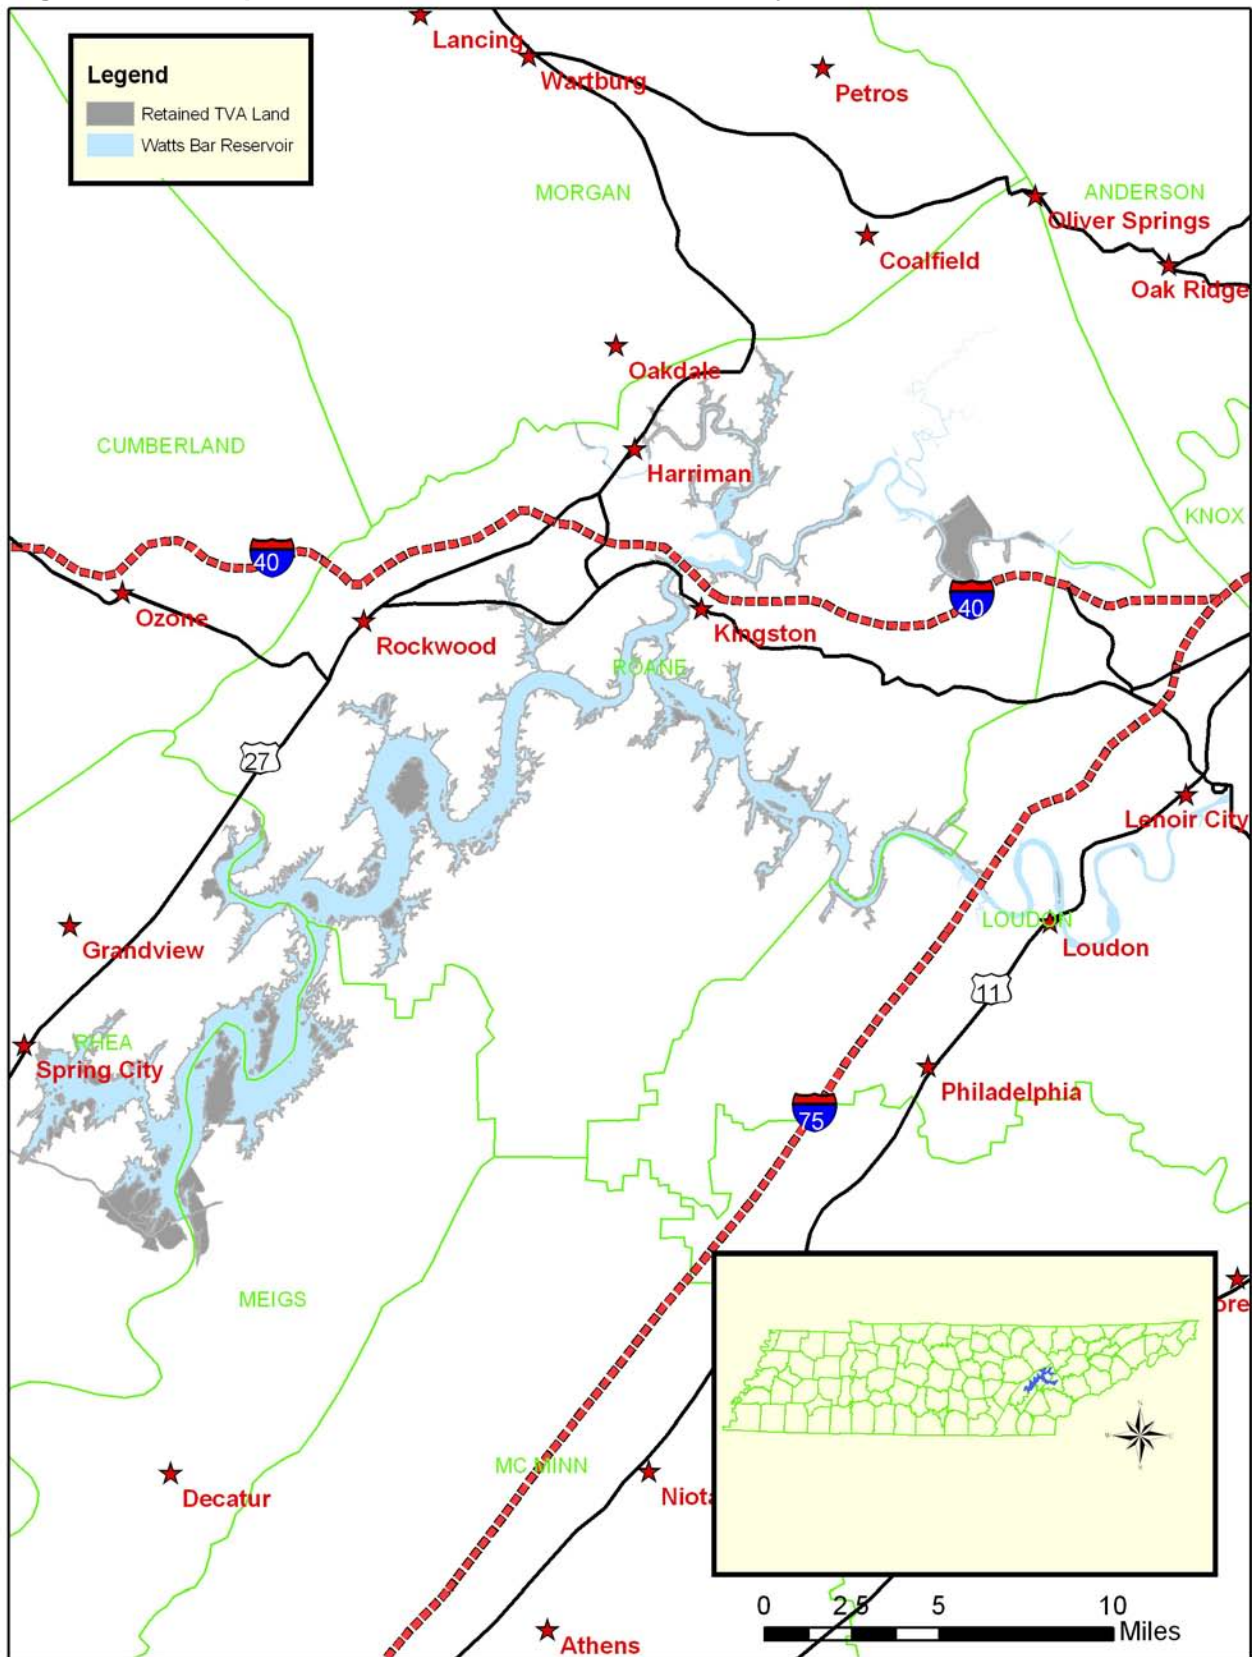 Lancing
Wartburg
Petros
Legend
Retained TVA Land
Watts Bar Reservoir
MORGAN
ANDERSON
Oliver Springs
Coalfield
Oak Ridge
Oakdale
CUMBERLAND
Harriman
KNOX
40
40
Ozone
Rockwood
Kingston
ROANE
27
Lenoir City
LOUDON
Loudon
Grandview
11
RHEA
Spring City
Philadelphia
75
MEIGS
ore
MC MINN
Decatur
Niota
0 2.5 5 10
Miles
Athens